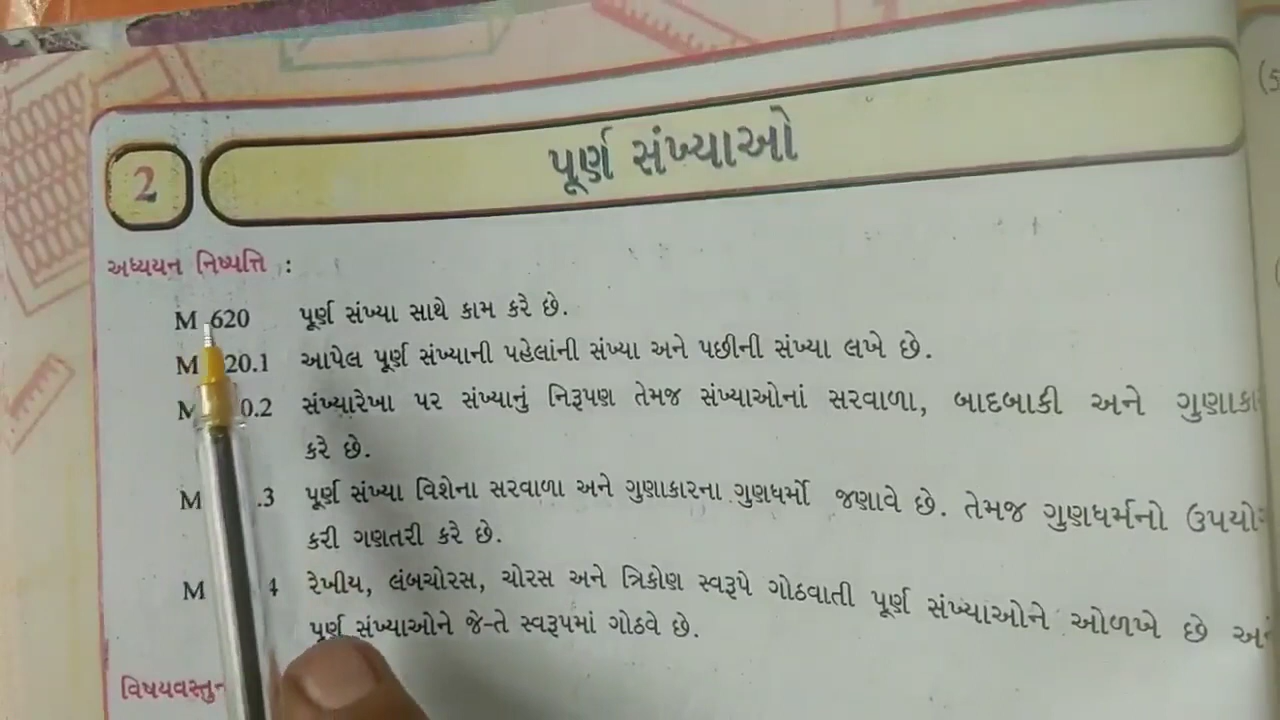 2
પૂર્ણ સંખ્યાઓ
અધ્યયન નિષ્પત્તિ :
M 620 પૂર્ણ સંખ્યા સાથે કામ કરે છે.
M 20.1 આપેલ પૂર્ણ સંખ્યાની પહેલાંની સંખ્યા અને પછીની સંખ્યા લખે છે.
M 0.2 સંખ્યારેખા પર સંખ્યાનું નિરૂપણ તેમજ સંખ્યાઓનાં સરવાળા, બાદબાકી અને
કરે છે.
M .3 પૂર્ણ સંખ્યા વિશેના સરવાળા અને ગુણાકારના ગુણધર્મો જણાવે છે. તેમજ ગુણધર્મનો
કરી ગણતરી કરે છે.
M 4 રેખીય, લંબચોરસ, ચોરસ અને ત્રિકોણ સ્વરૂપે ગોઠવાતી પૂર્ણ સંખ્યાઓને ઓળખે છે
પૂર્ણ સંખ્યાઓને જે-તે સ્વરૂપમાં ગોઠવે છે.